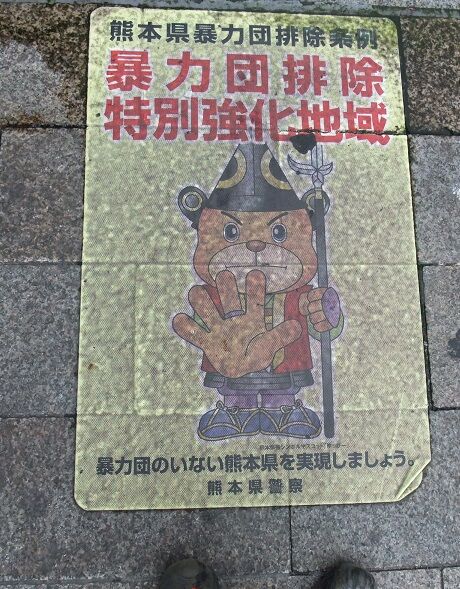 熊本県暴力団排除条例
暴力団排除
特別強化地域
暴力団のいない熊本県を実現しましょう。
熊本県警察